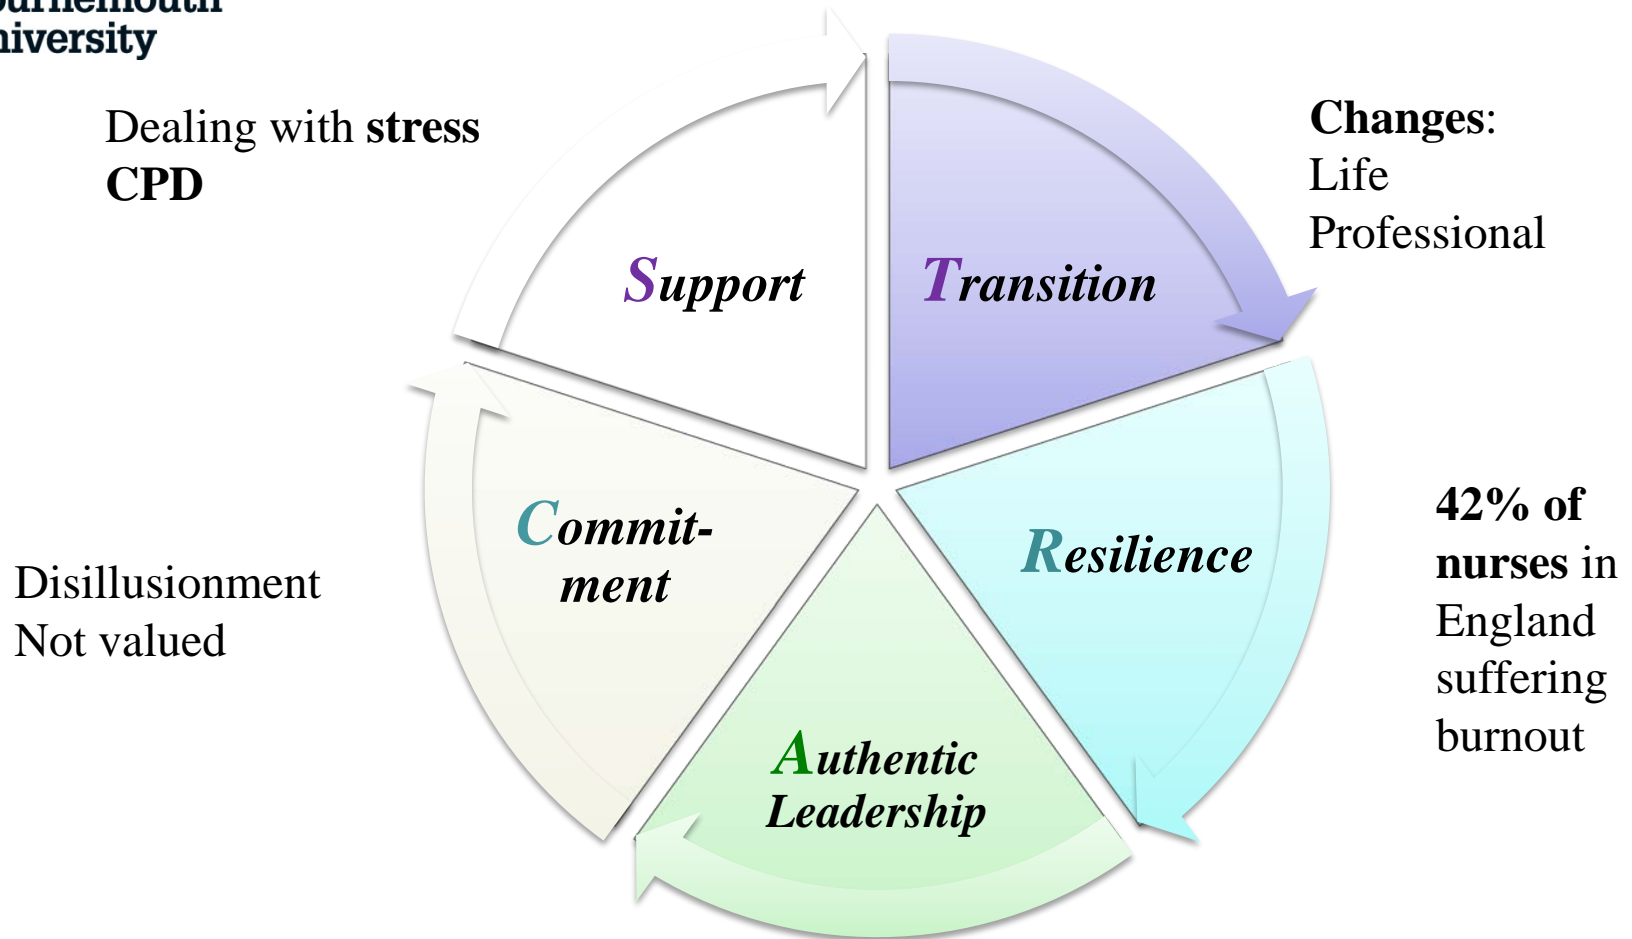 niversity
Dealing with stress
CPD
Changes:
Life
Professional
Support
Transition
42% of
nurses in
England
suffering
burnout
Resilience
Commit-
ment
Disillusionment
Not valued
Authentic
Leadership